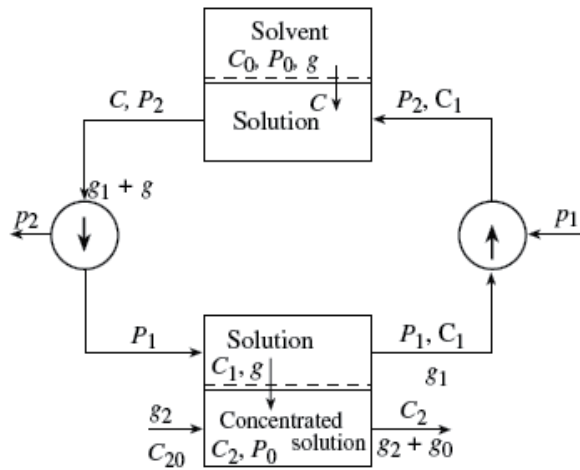 Solvent
C₀, P₀, g
C, P₂
C
P₂, C₁
Solution
g₁ + g
p₂
p₁
P₁
Solution
P₁, C₁
C₁, g
g₁
g₂
Concentrated
C₂
solution
C₂₀
C₂, P₀
g₂ + g₀